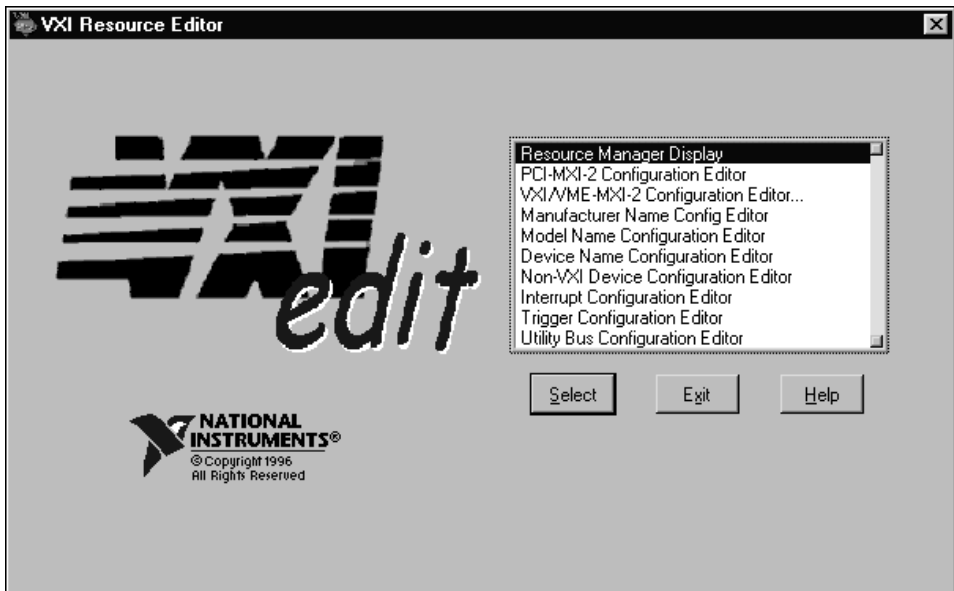 VXI Resource Editor
VXI
edit
Resource Manager Display
PCI-MXI-2 Configuration Editor
VXI/VME-MXI-2 Configuration Editor...
Manufacturer Name Config Editor
Model Name Configuration Editor
Device Name Configuration Editor
Non-VXI Device Configuration Editor
Interrupt Configuration Editor
Trigger Configuration Editor
Utility Bus Configuration Editor
Select
Exit
Help
NATIONAL
INSTRUMENTS®
© Copyright 1996
All Rights Reserved